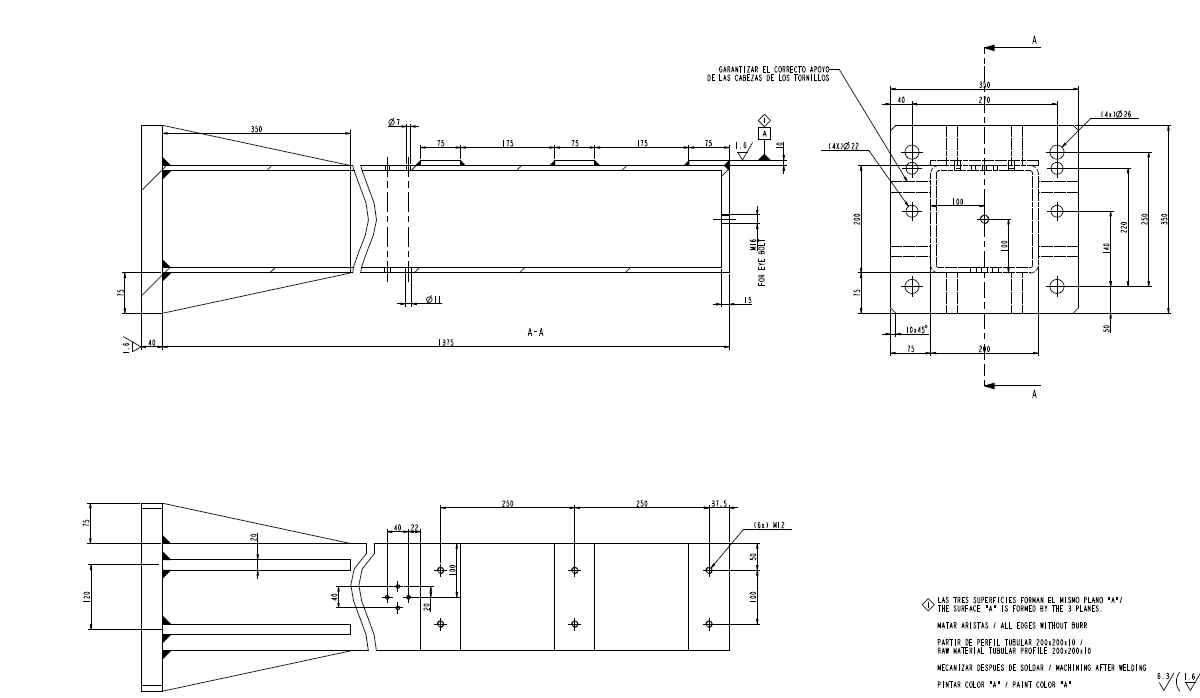 A
GARANTIZAR EL CORRECTO APOYO
DE LAS CABEZAS DE LOS TORNILLOS
350
40
270
(4x)Ø26
(4X)Ø22
350
Ø7
75
175
75
175
75
1.6
1
A
10
200
100
100
140
220
250
350
M16
FOR EYE BOLT
75
Ø11
15
75
50
A-A
10x45°
1.6
40
1375
75
200
A
250
250
37.5
40
22
(6x) M12
75
20
100
50
120
40
20
100
1
LAS TRES SUPERFICIES FORMAN EL MISMO PLANO "A"/
THE SURFACE "A" IS FORMED BY THE 3 PLANES.
MATAR ARISTAS / ALL EDGES WITHOUT BURR
PARTIR DE PERFIL TUBULAR 200x200x10 /
RAW MATERIAL TUBULAR PROFILE 200x200x10
MECANIZAR DESPUES DE SOLDAR / MACHINING AFTER WELDING
PINTAR COLOR "A" / PAINT COLOR "A"
6.3 ( 1.6